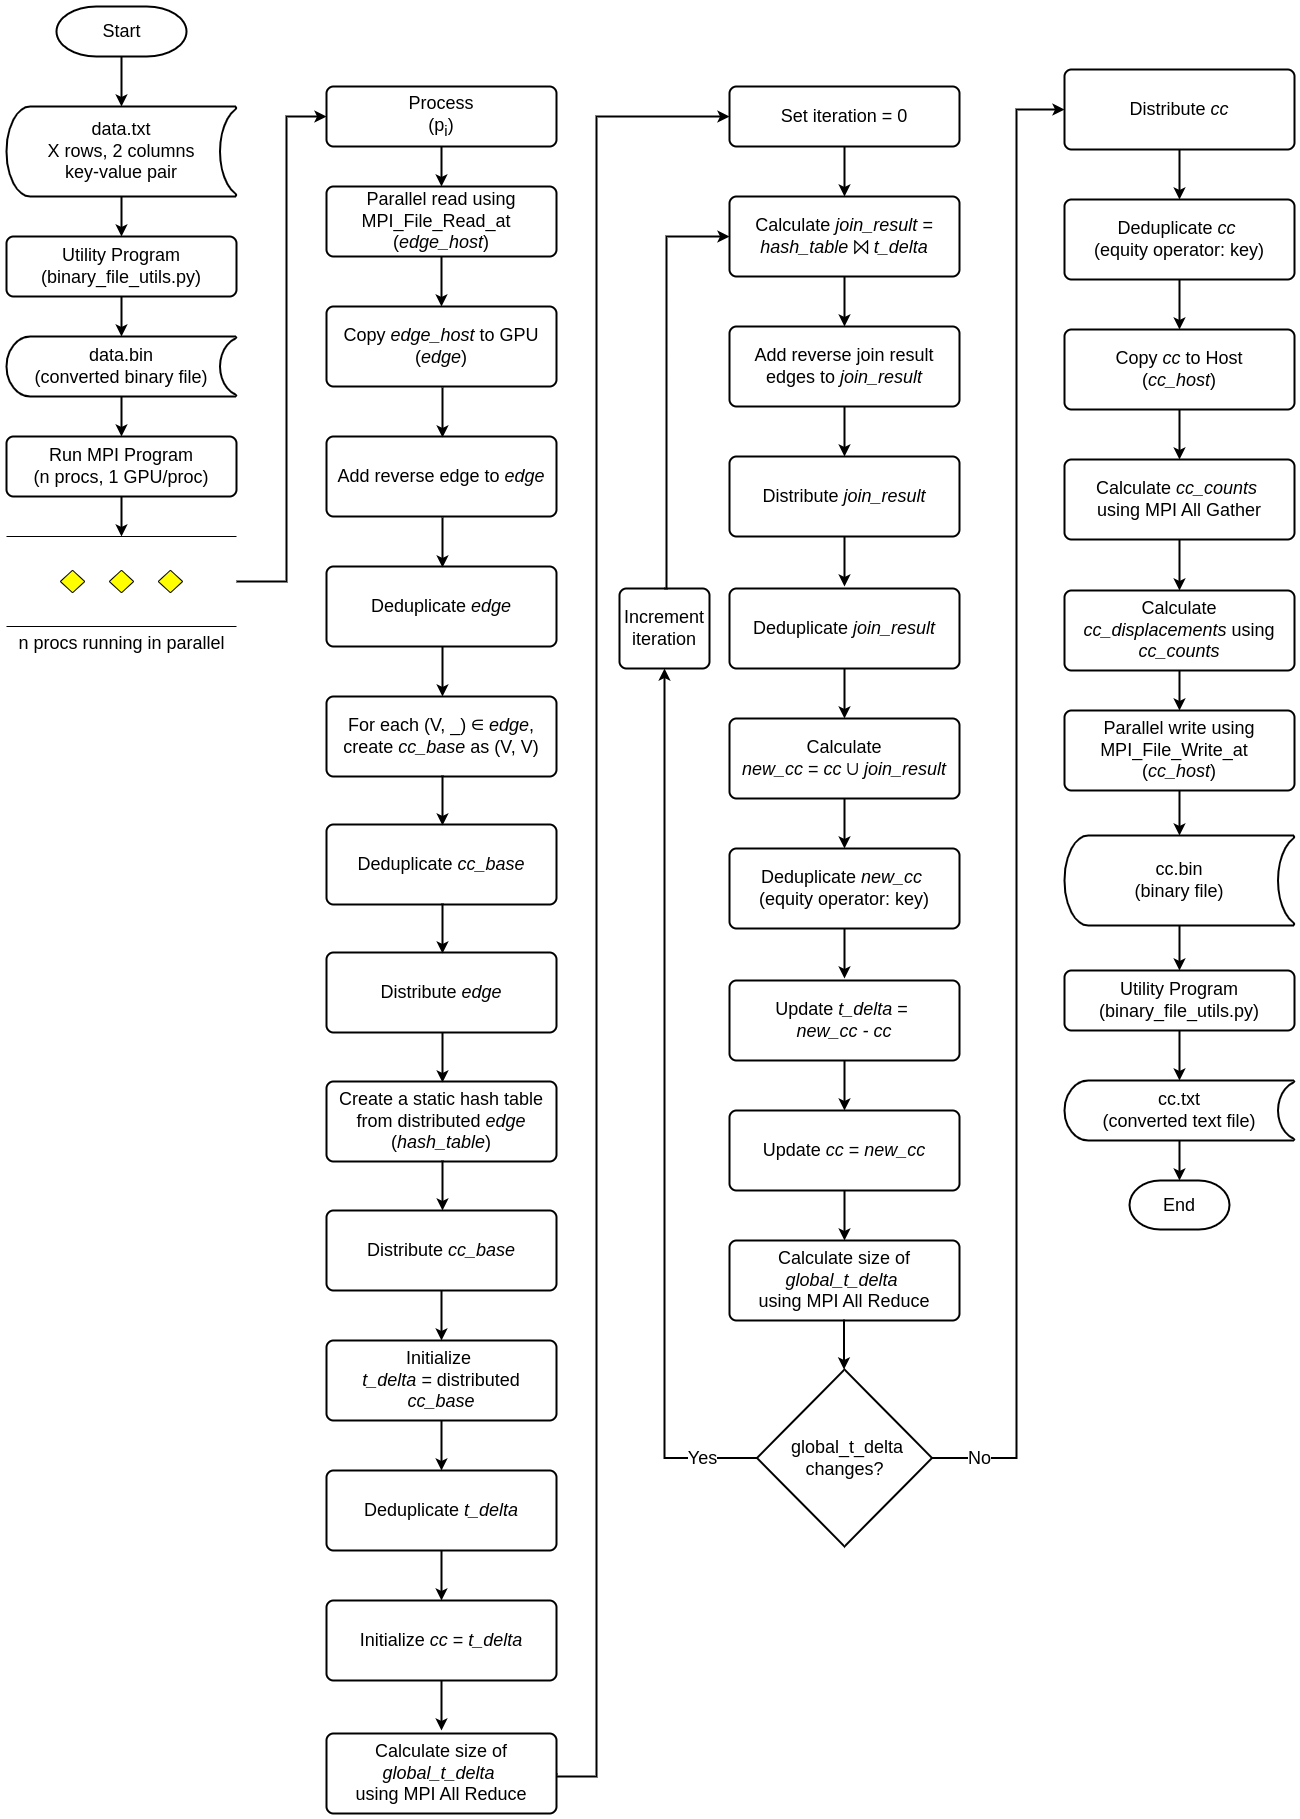 Start
data.txt
X rows, 2 columns
key-value pair
Utility Program
(binary_file_utils.py)
data.bin
(converted binary file)
Run MPI Program
(n procs, 1 GPU/proc)
n procs running in parallel
Process
(pi)
Parallel read using
MPI_File_Read_at
(edge_host)
Copy edge_host to GPU
(edge)
Add reverse edge to edge
Deduplicate edge
For each (V, _) ∈ edge,
create cc_base as (V, V)
Deduplicate cc_base
Distribute edge
Create a static hash table
from distributed edge
(hash_table)
Distribute cc_base
Initialize
t_delta = distributed
cc_base
Deduplicate t_delta
Initialize cc = t_delta
Calculate size of
global_t_delta
using MPI All Reduce
Set iteration = 0
Calculate join_result =
hash_table ⋈ t_delta
Add reverse join result
edges to join_result
Distribute join_result
Increment
iteration
Deduplicate join_result
Calculate
new_cc = cc ∪ join_result
Deduplicate new_cc
(equity operator: key)
Update t_delta =
new_cc - cc
Update cc = new_cc
Calculate size of
global_t_delta
using MPI All Reduce
global_t_delta
changes?
Yes
No
Distribute cc
Deduplicate cc
(equity operator: key)
Copy cc to Host
(cc_host)
Calculate cc_counts
using MPI All Gather
Calculate
cc_displacements using
cc_counts
Parallel write using
MPI_File_Write_at
(cc_host)
cc.bin
(binary file)
Utility Program
(binary_file_utils.py)
cc.txt
(converted text file)
End